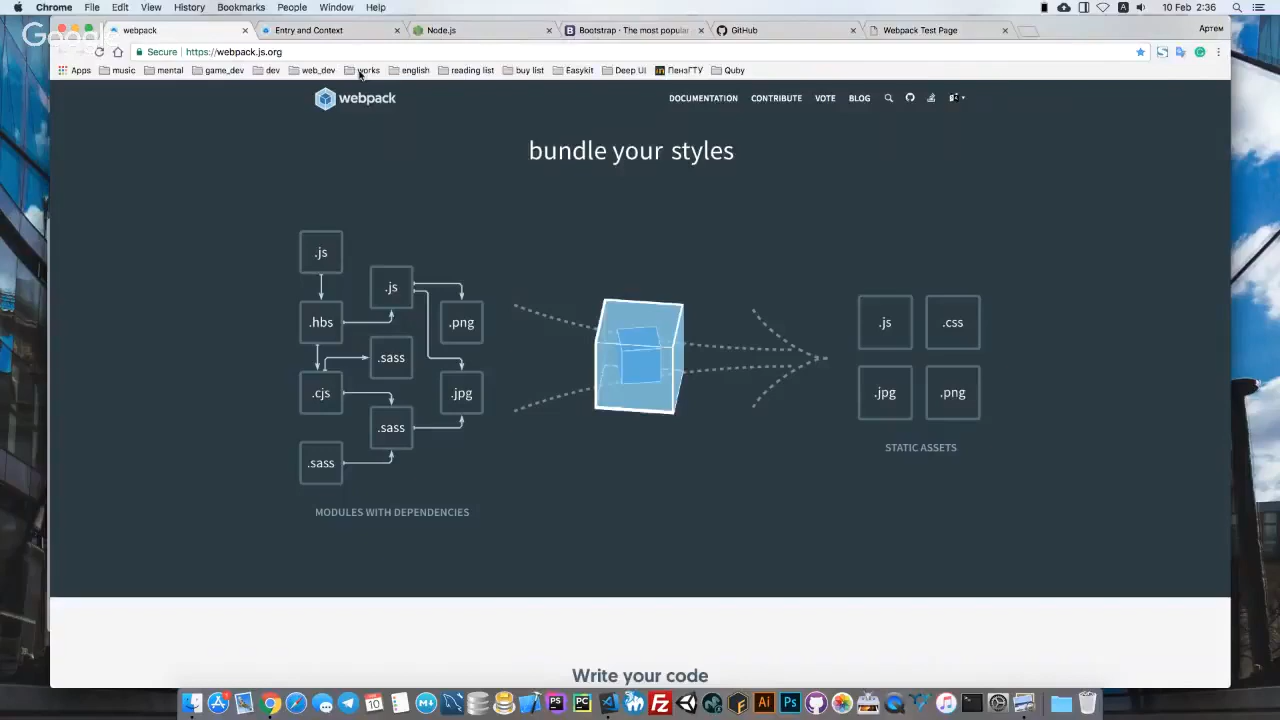 Chrome File Edit View History Bookmarks People Window Help 10 Feb 2:36
Google
webpack Entry and Context Node.js Bootstrap · The most popular GitHub Webpack Test Page Артем
Secure https://webpack.js.org
Apps music mental game_dev dev web_dev works english reading list buy list Easykit Deep UI ПензГТУ Quby
webpack DOCUMENTATION CONTRIBUTE VOTE BLOG
bundle your styles
.js
.js
.hbs
.png
.js
.css
.sass
.cjs
.jpg
.jpg
.png
.sass
STATIC ASSETS
.sass
MODULES WITH DEPENDENCIES
Write your code